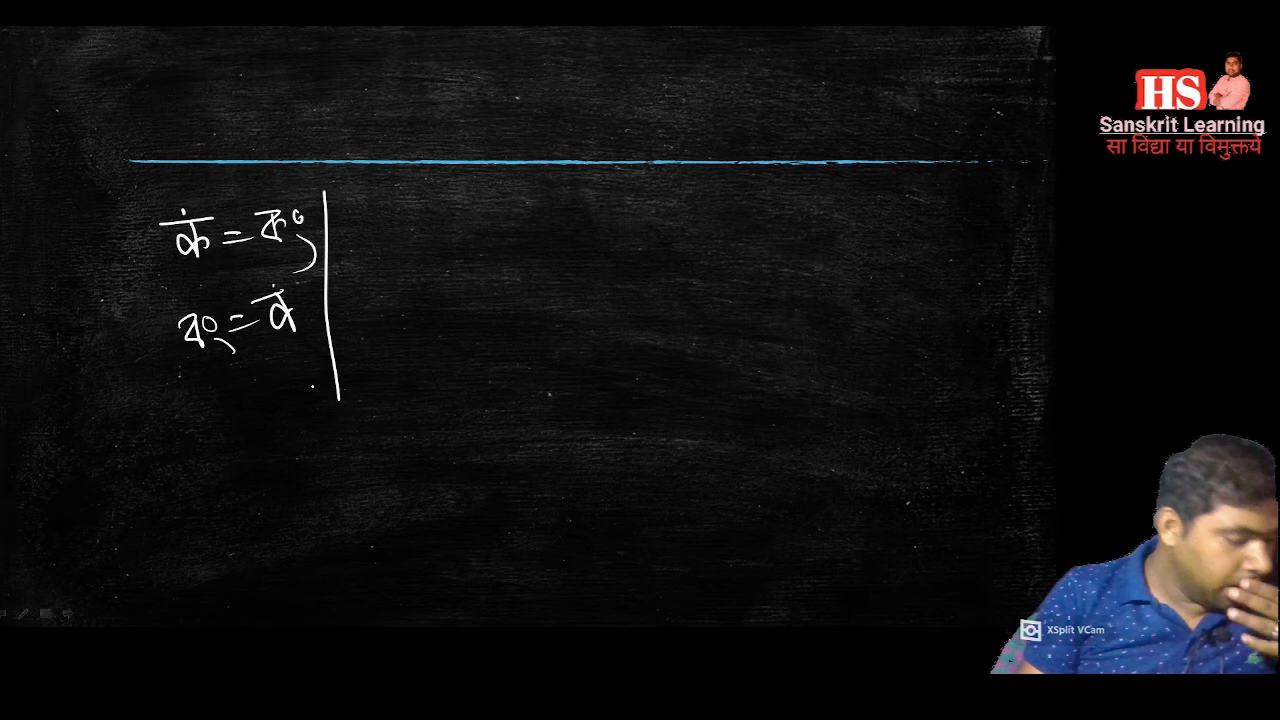 HS
Sanskrit Learning
सा विद्या या विमुक्तये
कं = কং
বং = वं
XSplit VCam